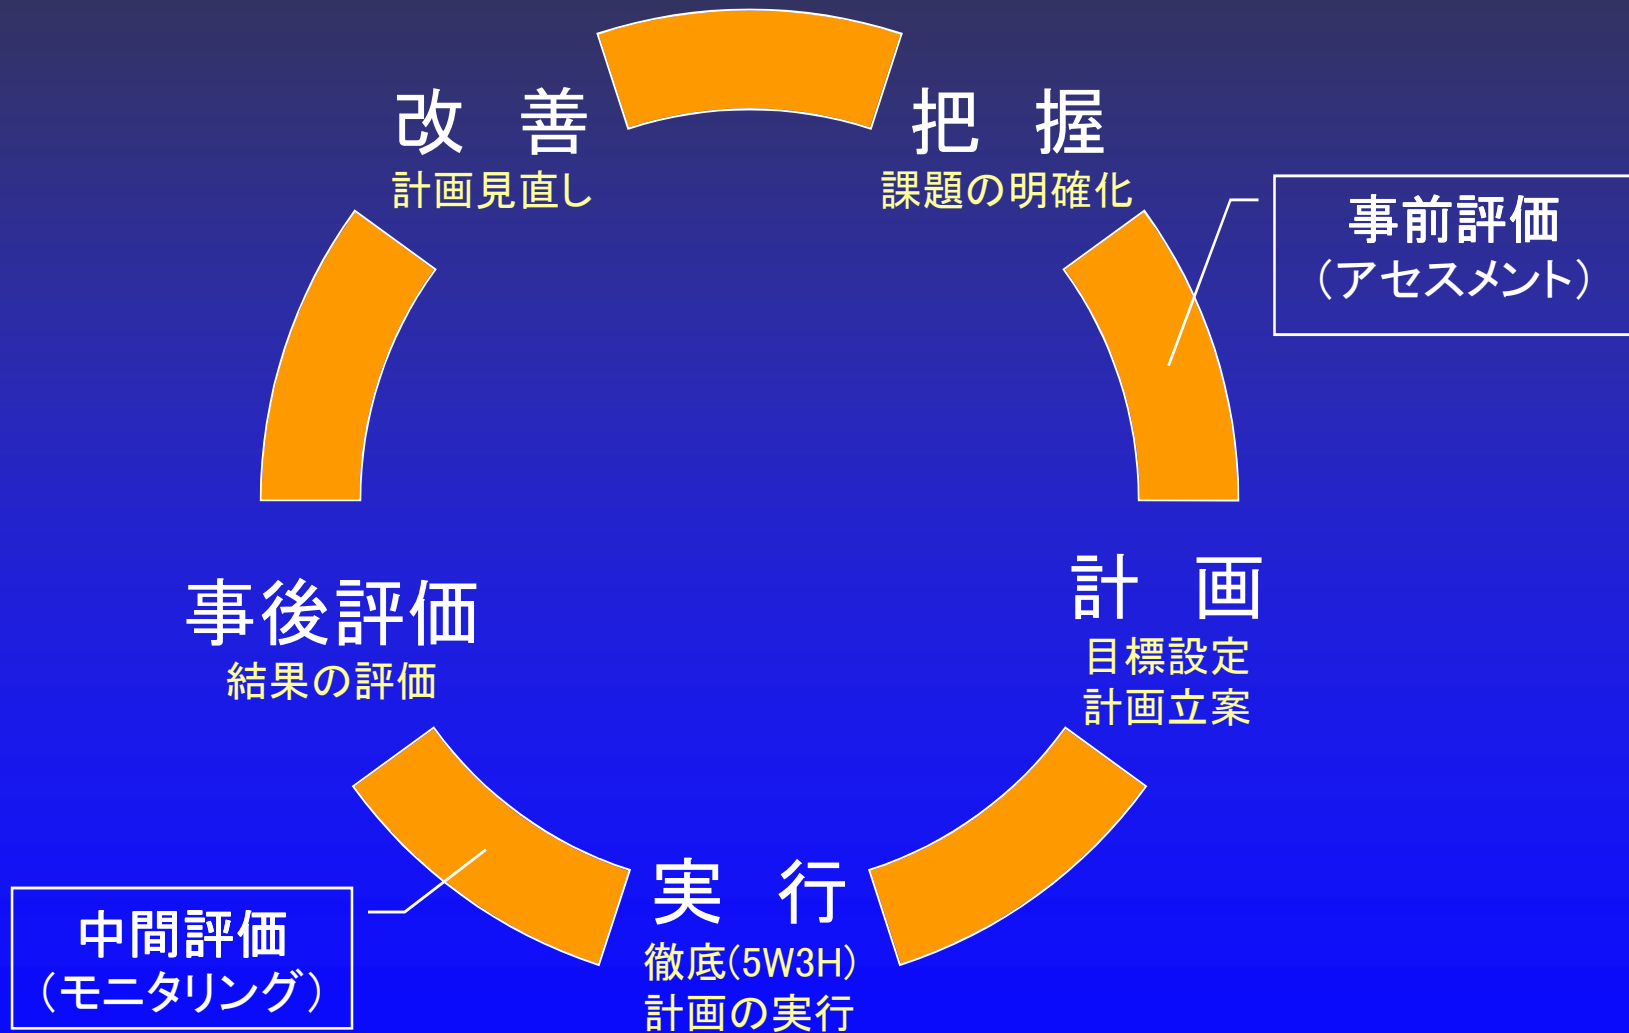 改 善
計画見直し
把 握
課題の明確化
事前評価
（アセスメント）
計 画
目標設定
計画立案
事後評価
結果の評価
実 行
徹底(5W3H)
計画の実行
中間評価
（モニタリング）